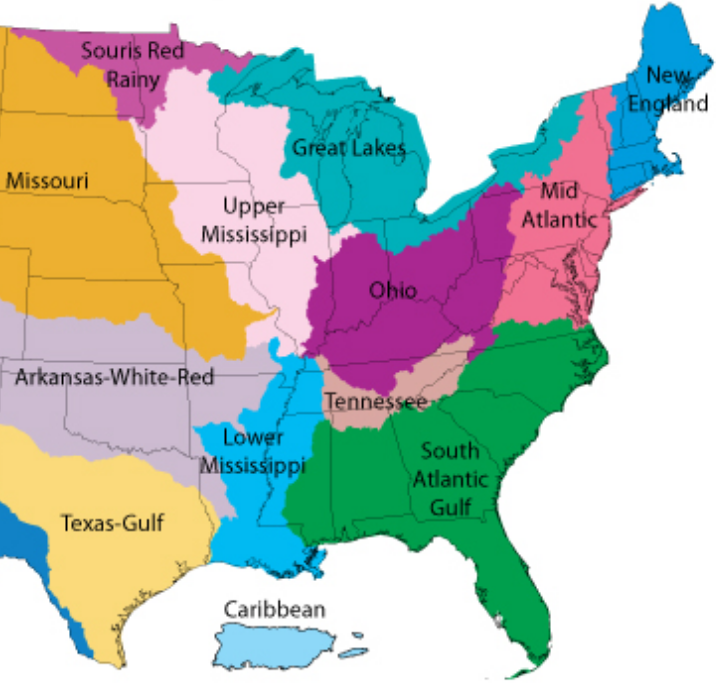 Souris Red
Rainy
New
England
Great Lakes
Missouri
Mid
Atlantic
Upper
Mississippi
Ohio
Arkansas-White-Red
Tennessee
Lower
Mississippi
South
Atlantic
Gulf
Texas-Gulf
Caribbean